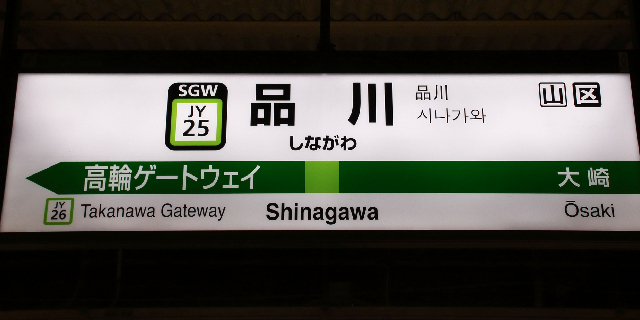 SGW
JY
25
品川
品川
시나가와
山区
しながわ
高輪ゲートウェイ
大崎
JY
26
Takanawa Gateway
Shinagawa
Ōsaki